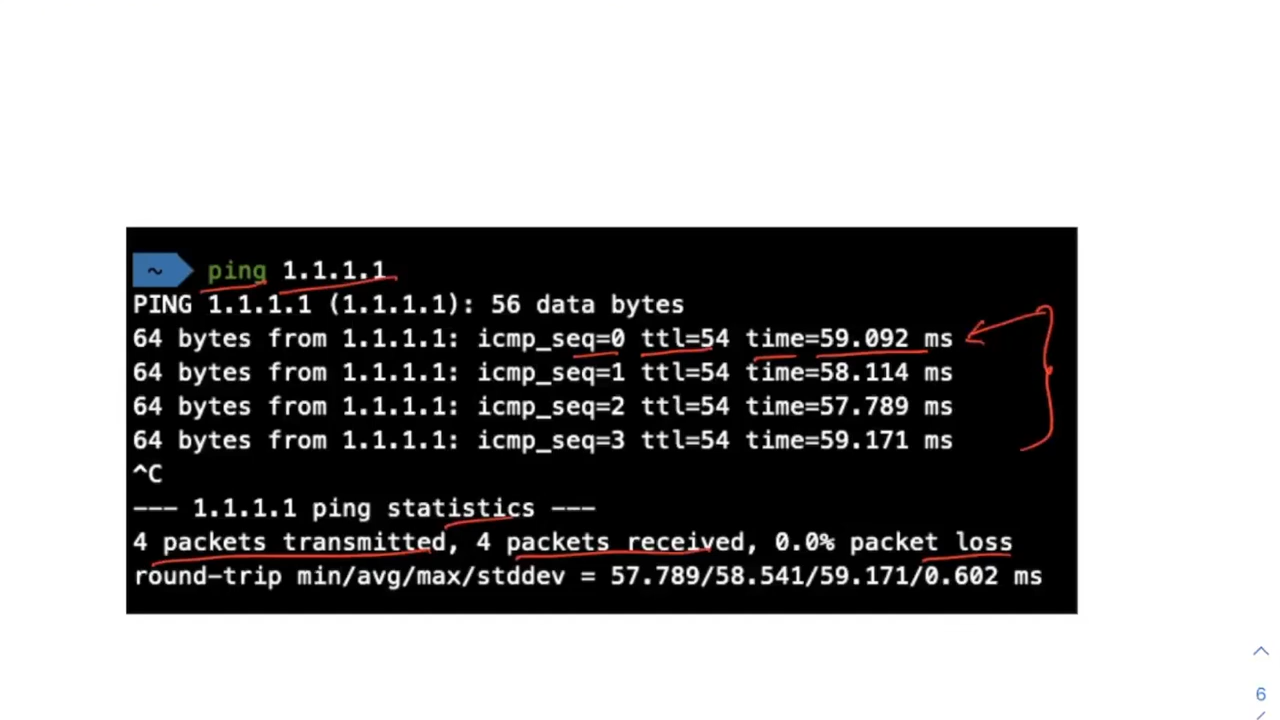 ~ ping 1.1.1.1
PING 1.1.1.1 (1.1.1.1): 56 data bytes
64 bytes from 1.1.1.1: icmp_seq=0 ttl=54 time=59.092 ms
64 bytes from 1.1.1.1: icmp_seq=1 ttl=54 time=58.114 ms
64 bytes from 1.1.1.1: icmp_seq=2 ttl=54 time=57.789 ms
64 bytes from 1.1.1.1: icmp_seq=3 ttl=54 time=59.171 ms
^C
--- 1.1.1.1 ping statistics ---
4 packets transmitted, 4 packets received, 0.0% packet loss
round-trip min/avg/max/stddev = 57.789/58.541/59.171/0.602 ms
6